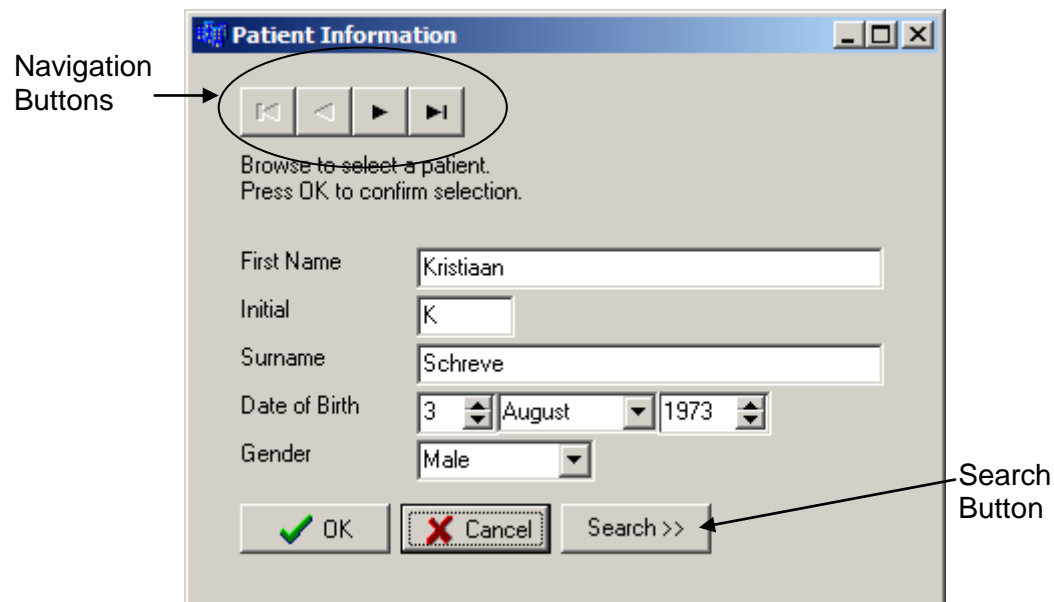 Patient Information
Navigation
Buttons
Browse to select a patient.
Press OK to confirm selection.
First Name
Kristiaan
Initial
K
Surname
Schreve
Date of Birth
3 August 1973
Gender
Male
OK Cancel Search >>
Search
Button